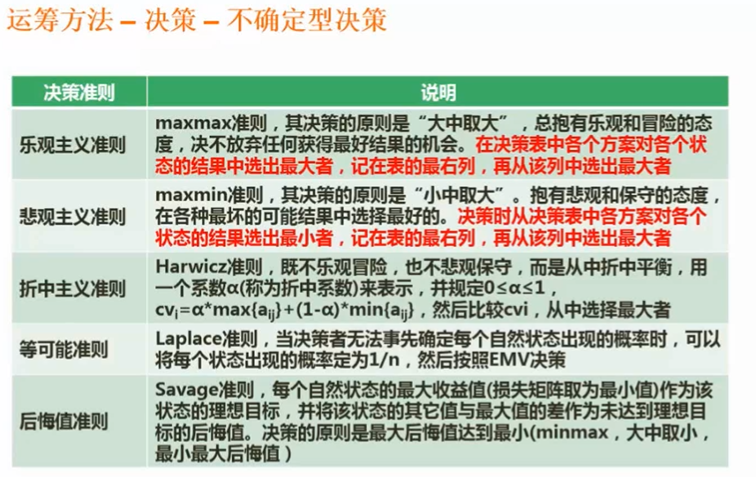 运筹方法 – 决策 – 不确定型决策
决策准则
说明
乐观主义准则
maxmax准则，其决策的原则是“大中取大”，总抱有乐观和冒险的态
度，决不放弃任何获得最好结果的机会。在决策表中各个方案对各个状
态的结果中选出最大者，记在表的最右列，再从该列中选出最大者
悲观主义准则
maxmin准则，其决策的原则是“小中取大”。抱有悲观和保守的态度，
在各种最坏的可能结果中选择最好的。决策时从决策表中各方案对各个
状态的结果选出最小者，记在表的最右列，再从该列中选出最大者
折中主义准则
Harwicz准则，既不乐观冒险，也不悲观保守，而是从中折中平衡，用
一个系数α(称为折中系数)来表示，并规定0≤α≤1，
cvᵢ=α*max{aᵢⱼ}+(1-α)*min{aᵢⱼ}，然后比较cvi，从中选择最大者
等可能准则
Laplace准则，当决策者无法事先确定每个自然状态出现的概率时，可以
将每个状态出现的概率定为1/n，然后按照EMV决策
后悔值准则
Savage准则，每个自然状态的最大收益值(损失矩阵取为最小值)作为该
状态的理想目标，并将该状态的其它值与最大值的差作为未达到理想目
标的后悔值。决策的原则是最大后悔值达到最小(minmax，大中取小，
最小最大后悔值）